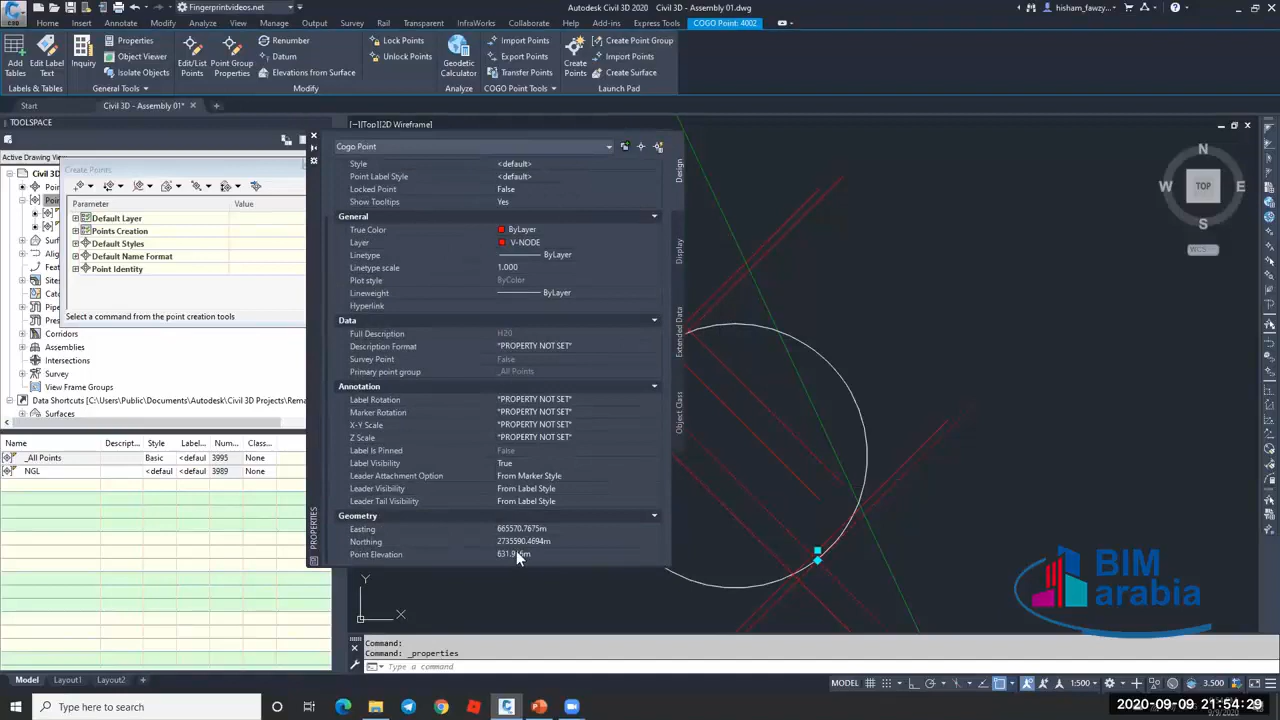 Fingerprintvideos.net
Autodesk Civil 3D 2020 - Assembly 01.dwg
hisham_fawzy...
Home Insert Annotate Modify Analyze View Manage Output Survey Rail Transparent InfraWorks Collaborate Help Add-ins Express Tools COGO Point: 4002
Add Tables
Edit Label Text
Labels & Tables
Inquiry
Properties
Object Viewer
Isolate Objects
General Tools
Edit/List Points
Point Group Properties
Renumber
Datum
Elevations from Surface
Modify
Lock Points
Unlock Points
Geodetic Calculator
Analyze
Import Points
Export Points
Transfer Points
COGO Point Tools
Create Points
Create Point Group
Import Points
Create Surface
Launch Pad
Start
Civil 3D - Assembly 01*
TOOLSPACE
[−][Top][2D Wireframe]
Active Drawing View
Create Points
Parameter Value
Default Layer
Points Creation
Default Styles
Default Name Format
Point Identity
Select a command from the point creation tools
Corridors
Assemblies
Intersections
Survey
View Frame Groups
Data Shortcuts [C:\Users\Public\Documents\Autodesk\Civil 3D Projects\Rema
Surfaces
Name Descript... Style Label... Num... Class
_All Points Basic <defaul 3995 None
NGL <defaul <defaul 3989 None
Cogo Point
Style <default>
Point Label Style <default>
Locked Point False
Show Tooltips Yes
General
True Color ByLayer
Layer V-NODE
Linetype ByLayer
Linetype scale 1.000
Plot style ByColor
Lineweight ByLayer
Hyperlink
Data
Full Description H20
Description Format *PROPERTY NOT SET*
Survey Point False
Primary point group _All Points
Annotation
Label Rotation *PROPERTY NOT SET*
Marker Rotation *PROPERTY NOT SET*
X-Y Scale *PROPERTY NOT SET*
Z Scale *PROPERTY NOT SET*
Label Is Pinned False
Label Visibility True
Leader Attachment Option From Marker Style
Leader Visibility From Label Style
Leader Tail Visibility From Label Style
Geometry
Easting 665570.7675m
Northing 2735590.4694m
Point Elevation
PROPERTIES
Design
Display
Extended Data
Object Class
N
W TOP E
S
WCS
Y
X
BIM
arabia
Command:
Command: _properties
Type a command
Model Layout1 Layout2
MODEL 1:500 3.500
Type here to search
2020-09-09 21:54:29